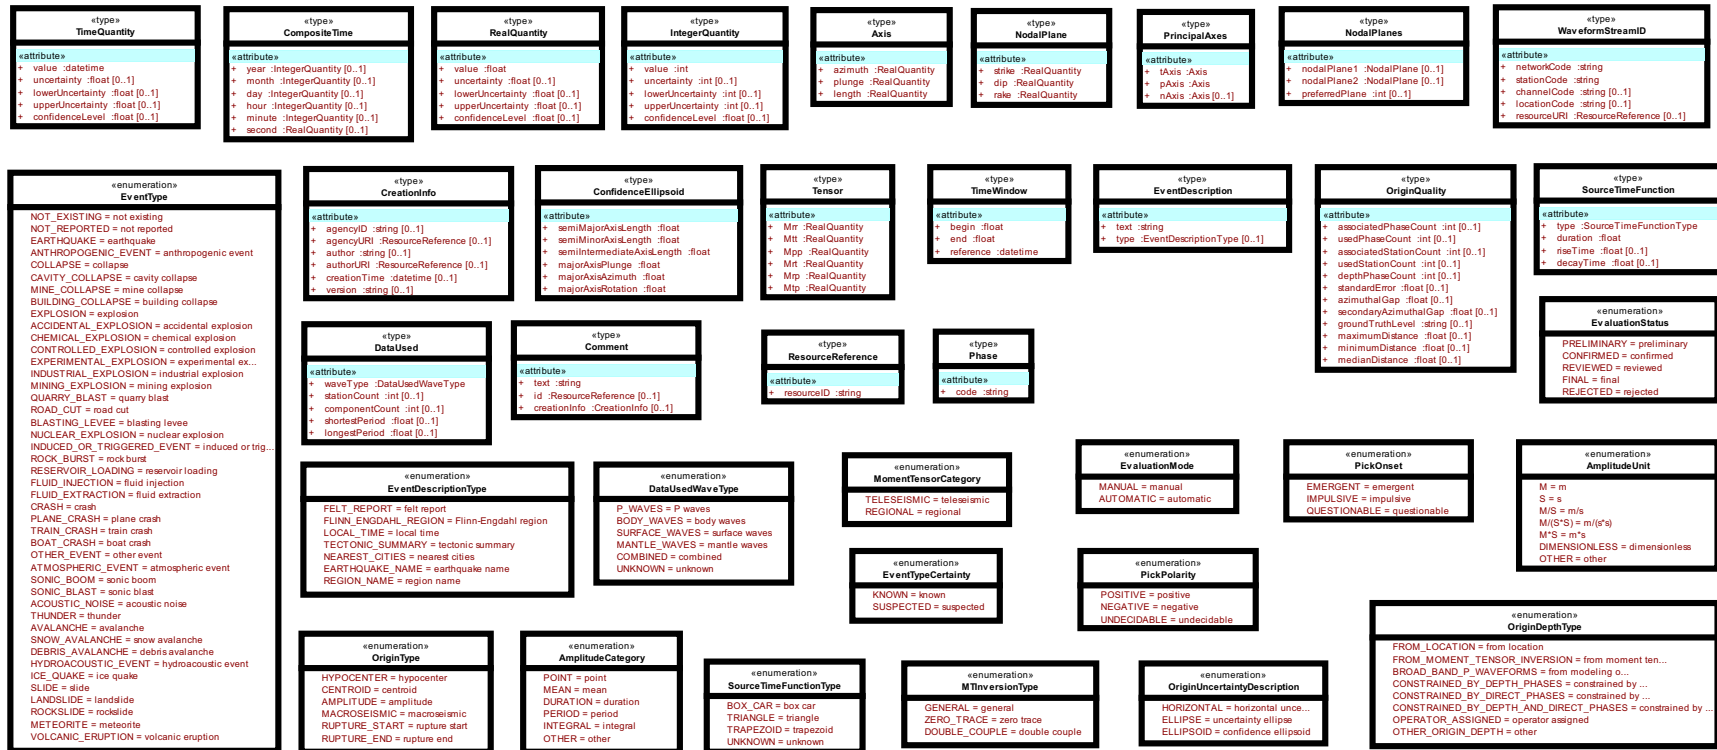 «type»
TimeQuantity
«attribute»
+ value :datetime
+ uncertainty :float [0..1]
+ lowerUncertainty :float [0..1]
+ upperUncertainty :float [0..1]
+ confidenceLevel :float [0..1]
«type»
CompositeTime
«attribute»
+ year :IntegerQuantity [0..1]
+ month :IntegerQuantity [0..1]
+ day :IntegerQuantity [0..1]
+ hour :IntegerQuantity [0..1]
+ minute :IntegerQuantity [0..1]
+ second :RealQuantity [0..1]
«type»
RealQuantity
«attribute»
+ value :float
+ uncertainty :float [0..1]
+ lowerUncertainty :float [0..1]
+ upperUncertainty :float [0..1]
+ confidenceLevel :float [0..1]
«type»
IntegerQuantity
«attribute»
+ value :int
+ uncertainty :int [0..1]
+ lowerUncertainty :int [0..1]
+ upperUncertainty :int [0..1]
+ confidenceLevel :float [0..1]
«type»
Axis
«attribute»
+ azimuth :RealQuantity
+ plunge :RealQuantity
+ length :RealQuantity
«type»
NodalPlane
«attribute»
+ strike :RealQuantity
+ dip :RealQuantity
+ rake :RealQuantity
«type»
PrincipalAxes
«attribute»
+ tAxis :Axis
+ pAxis :Axis
+ nAxis :Axis [0..1]
«type»
NodalPlanes
«attribute»
+ nodalPlane1 :NodalPlane [0..1]
+ nodalPlane2 :NodalPlane [0..1]
+ preferredPlane :int [0..1]
«type»
WaveformStreamID
«attribute»
+ networkCode :string
+ stationCode :string
+ channelCode :string [0..1]
+ locationCode :string [0..1]
+ resourceURI :ResourceReference [0..1]
«enumeration»
EventType
NOT_EXISTING = not existing
NOT_REPORTED = not reported
EARTHQUAKE = earthquake
ANTHROPOGENIC_EVENT = anthropogenic event
COLLAPSE = collapse
CAVITY_COLLAPSE = cavity collapse
MINE_COLLAPSE = mine collapse
BUILDING_COLLAPSE = building collapse
EXPLOSION = explosion
ACCIDENTAL_EXPLOSION = accidental explosion
CHEMICAL_EXPLOSION = chemical explosion
CONTROLLED_EXPLOSION = controlled explosion
EXPERIMENTAL_EXPLOSION = experimental ex...
INDUSTRIAL_EXPLOSION = industrial explosion
MINING_EXPLOSION = mining explosion
QUARRY_BLAST = quarry blast
ROAD_CUT = road cut
BLASTING_LEVEE = blasting levee
NUCLEAR_EXPLOSION = nuclear explosion
INDUCED_OR_TRIGGERED_EVENT = induced or trig...
ROCK_BURST = rock burst
RESERVOIR_LOADING = reservoir loading
FLUID_INJECTION = fluid injection
FLUID_EXTRACTION = fluid extraction
CRASH = crash
PLANE_CRASH = plane crash
TRAIN_CRASH = train crash
BOAT_CRASH = boat crash
OTHER_EVENT = other event
ATMOSPHERIC_EVENT = atmospheric event
SONIC_BOOM = sonic boom
SONIC_BLAST = sonic blast
ACOUSTIC_NOISE = acoustic noise
THUNDER = thunder
AVALANCHE = avalanche
SNOW_AVALANCHE = snow avalanche
DEBRIS_AVALANCHE = debris avalanche
HYDROACOUSTIC_EVENT = hydroacoustic event
ICE_QUAKE = ice quake
SLIDE = slide
LANDSLIDE = landslide
ROCKSLIDE = rockslide
METEORITE = meteorite
VOLCANIC_ERUPTION = volcanic eruption
«type»
CreationInfo
«attribute»
+ agencyID :string [0..1]
+ agencyURI :ResourceReference [0..1]
+ author :string [0..1]
+ authorURI :ResourceReference [0..1]
+ creationTime :datetime [0..1]
+ version :string [0..1]
«type»
ConfidenceEllipsoid
«attribute»
+ semiMajorAxisLength :float
+ semiMinorAxisLength :float
+ semiIntermediateAxisLength :float
+ majorAxisPlunge :float
+ majorAxisAzimuth :float
+ majorAxisRotation :float
«type»
Tensor
«attribute»
+ Mrr :RealQuantity
+ Mtt :RealQuantity
+ Mpp :RealQuantity
+ Mrt :RealQuantity
+ Mrp :RealQuantity
+ Mtp :RealQuantity
«type»
TimeWindow
«attribute»
+ begin :float
+ end :float
+ reference :datetime
«type»
EventDescription
«attribute»
+ text :string
+ type :EventDescriptionType [0..1]
«type»
OriginQuality
«attribute»
+ associatedPhaseCount :int [0..1]
+ usedPhaseCount :int [0..1]
+ associatedStationCount :int [0..1]
+ usedStationCount :int [0..1]
+ depthPhaseCount :int [0..1]
+ standardError :float [0..1]
+ azimuthalGap :float [0..1]
+ secondaryAzimuthalGap :float [0..1]
+ groundTruthLevel :string [0..1]
+ maximumDistance :float [0..1]
+ minimumDistance :float [0..1]
+ medianDistance :float [0..1]
«type»
SourceTimeFunction
«attribute»
+ type :SourceTimeFunctionType
+ duration :float
+ riseTime :float [0..1]
+ decayTime :float [0..1]
«enumeration»
EvaluationStatus
PRELIMINARY = preliminary
CONFIRMED = confirmed
REVIEWED = reviewed
FINAL = final
REJECTED = rejected
«type»
DataUsed
«attribute»
+ waveType :DataUsedWaveType
+ stationCount :int [0..1]
+ componentCount :int [0..1]
+ shortestPeriod :float [0..1]
+ longestPeriod :float [0..1]
«type»
Comment
«attribute»
+ text :string
+ id :ResourceReference [0..1]
+ creationInfo :CreationInfo [0..1]
«type»
ResourceReference
«attribute»
+ resourceID :string
«type»
Phase
«attribute»
+ code :string
«enumeration»
EventDescriptionType
FELT_REPORT = felt report
FLINN_ENGDAHL_REGION = Flinn-Engdahl region
LOCAL_TIME = local time
TECTONIC_SUMMARY = tectonic summary
NEAREST_CITIES = nearest cities
EARTHQUAKE_NAME = earthquake name
REGION_NAME = region name
«enumeration»
DataUsedWaveType
P_WAVES = P waves
BODY_WAVES = body waves
SURFACE_WAVES = surface waves
MANTLE_WAVES = mantle waves
COMBINED = combined
UNKNOWN = unknown
«enumeration»
MomentTensorCategory
TELESEISMIC = teleseismic
REGIONAL = regional
«enumeration»
EvaluationMode
MANUAL = manual
AUTOMATIC = automatic
«enumeration»
PickOnset
EMERGENT = emergent
IMPULSIVE = impulsive
QUESTIONABLE = questionable
«enumeration»
AmplitudeUnit
M = m
S = s
M/S = m/s
M/(S*S) = m/(s*s)
M*S = m*s
DIMENSIONLESS = dimensionless
OTHER = other
«enumeration»
EventTypeCertainty
KNOWN = known
SUSPECTED = suspected
«enumeration»
PickPolarity
POSITIVE = positive
NEGATIVE = negative
UNDECIDABLE = undecidable
«enumeration»
OriginType
HYPOCENTER = hypocenter
CENTROID = centroid
AMPLITUDE = amplitude
MACROSEISMIC = macroseismic
RUPTURE_START = rupture start
RUPTURE_END = rupture end
«enumeration»
AmplitudeCategory
POINT = point
MEAN = mean
DURATION = duration
PERIOD = period
INTEGRAL = integral
OTHER = other
«enumeration»
SourceTimeFunctionType
BOX_CAR = box car
TRIANGLE = triangle
TRAPEZOID = trapezoid
UNKNOWN = unknown
«enumeration»
MTInversionType
GENERAL = general
ZERO_TRACE = zero trace
DOUBLE_COUPLE = double couple
«enumeration»
OriginUncertaintyDescription
HORIZONTAL = horizontal unce...
ELLIPSE = uncertainty ellipse
ELLIPSOID = confidence ellipsoid
«enumeration»
OriginDepthType
FROM_LOCATION = from location
FROM_MOMENT_TENSOR_INVERSION = from moment ten...
BROAD_BAND_P_WAVEFORMS = from modeling o...
CONSTRAINED_BY_DEPTH_PHASES = constrained by ...
CONSTRAINED_BY_DIRECT_PHASES = constrained by ...
CONSTRAINED_BY_DEPTH_AND_DIRECT_PHASES = constrained by ...
OPERATOR_ASSIGNED = operator assigned
OTHER_ORIGIN_DEPTH = other